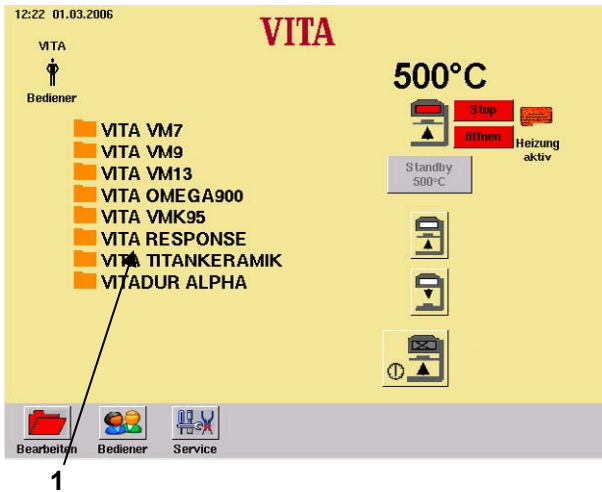 12:22 01.03.2006
VITA
VITA
Bediener
500°C
Stop
öffnen
Heizung
aktiv
Standby
500°C
VITA VM7
VITA VM9
VITA VM13
VITA OMEGA900
VITA VMK95
VITA RESPONSE
VITA TITANKERAMIK
VITADUR ALPHA
Bearbeiten
Bediener
Service
1